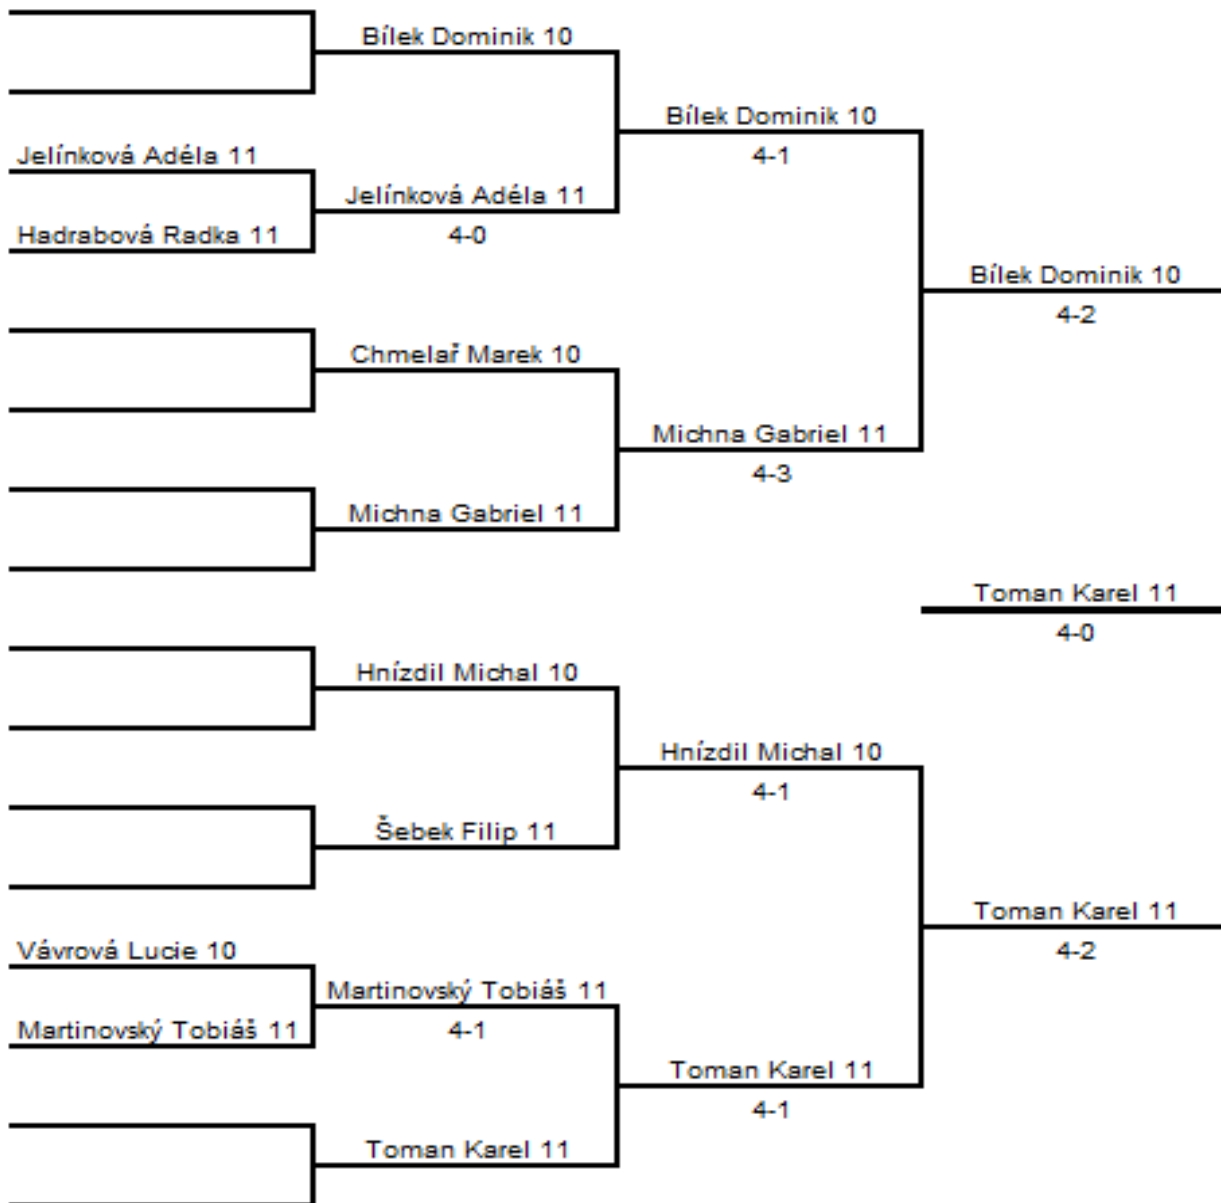 Bílek Dominik 10
Bílek Dominik 10
4-1
Jelínková Adéla 11
Jelínková Adéla 11
4-0
Hadrabová Radka 11
Bílek Dominik 10
4-2
Chmelař Marek 10
Michna Gabriel 11
4-3
Michna Gabriel 11
Toman Karel 11
4-0
Hnízdil Michal 10
Hnízdil Michal 10
4-1
Šebek Filip 11
Toman Karel 11
4-2
Vávrová Lucie 10
Martinovský Tobiáš 11
4-1
Martinovský Tobiáš 11
Toman Karel 11
4-1
Toman Karel 11